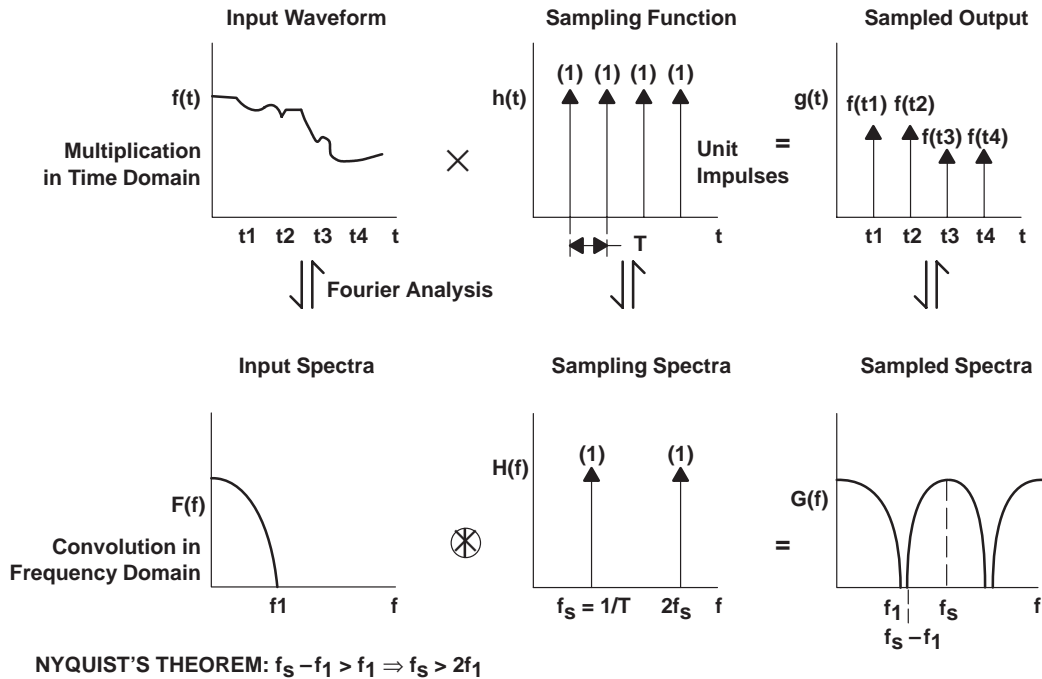 Input Waveform
Sampling Function
Sampled Output
f(t)
Multiplication
in Time Domain
t1 t2 t3 t4 t
×
h(t)
(1) (1) (1) (1)
Unit
Impulses
T
t
=
g(t)
f(t1) f(t2)
f(t3) f(t4)
t1 t2 t3 t4 t
Fourier Analysis
Input Spectra
Sampling Spectra
Sampled Spectra
F(f)
Convolution in
Frequency Domain
f1 f
H(f)
(1) (1)
fS = 1/T 2fS f
=
G(f)
f1 fS f
fS – f1
NYQUIST'S THEOREM: fS – f1 > f1 ⇒ fS > 2f1